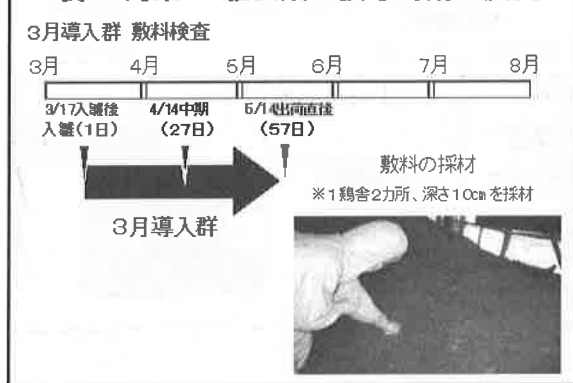 3月導入群 敷料検査
3月 4月 5月 6月 7月 8月
3/17入雛後 4/14中期 5/14出荷直後
入雛(1日) (27日) (57日)
敷料の採材
※1鶏舎2カ所、深さ10cmを採材
3月導入群